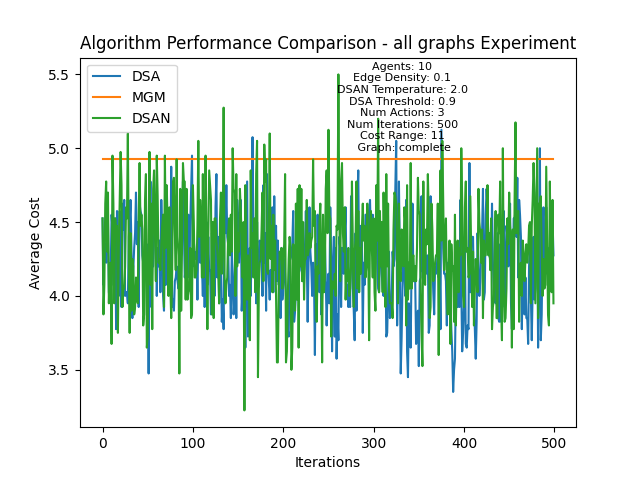 Algorithm Performance Comparison - all graphs Experiment
DSA
MGM
DSAN
Agents: 10
Edge Density: 0.1
DSAN Temperature: 2.0
DSA Threshold: 0.9
Num Actions: 3
Num Iterations: 500
Cost Range: 11
Graph: complete
Average Cost
5.5
5.0
4.5
4.0
3.5
0 100 200 300 400 500
Iterations